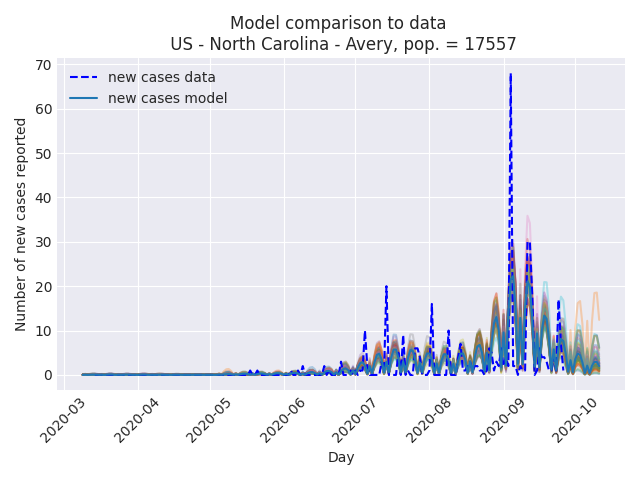 Model comparison to data
US - North Carolina - Avery, pop. = 17557
new cases data
new cases model
Number of new cases reported
70
60
50
40
30
20
10
0
2020-03
2020-04
2020-05
2020-06
2020-07
2020-08
2020-09
2020-10
Day